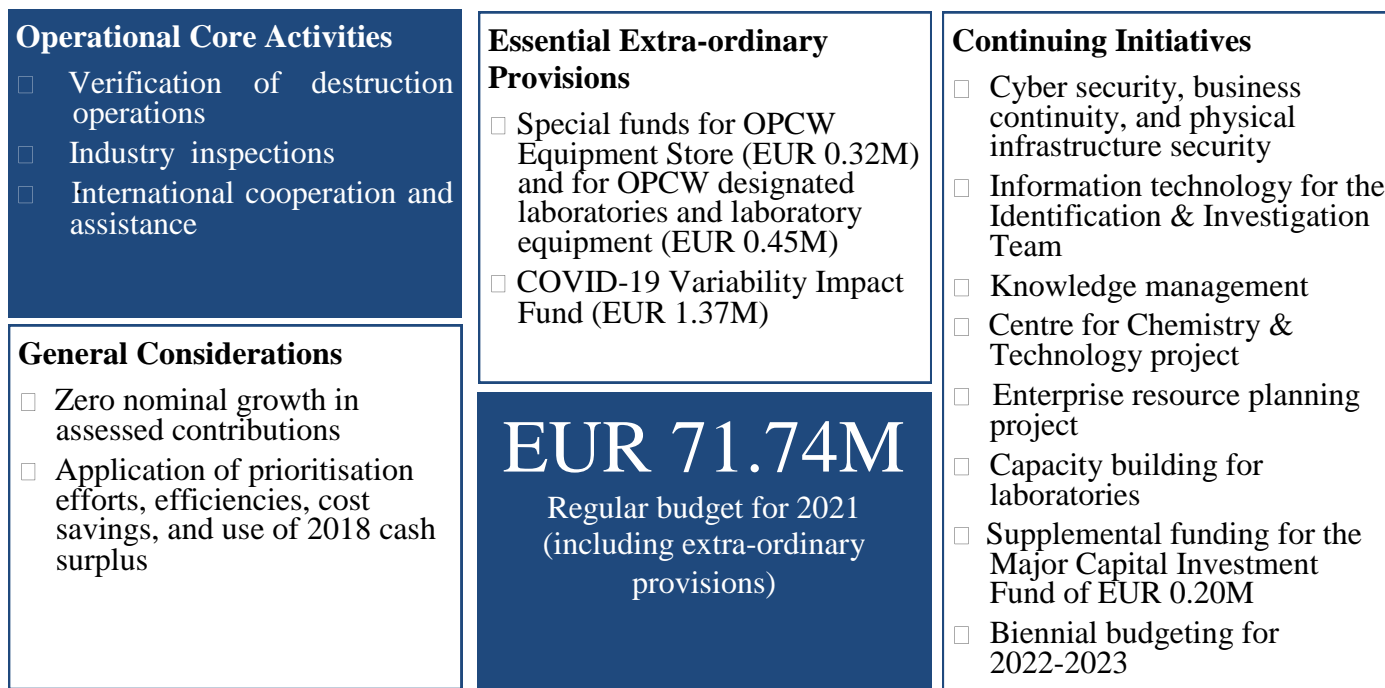 Operational Core Activities
Verification of destruction
operations
Industry inspections
International cooperation and
assistance
General Considerations
Zero nominal growth in
assessed contributions
Application of prioritisation
efforts, efficiencies, cost
savings, and use of 2018 cash
surplus
Essential Extra-ordinary
Provisions
Special funds for OPCW
Equipment Store (EUR 0.32M)
and for OPCW designated
laboratories and laboratory
equipment (EUR 0.45M)
COVID-19 Variability Impact
Fund (EUR 1.37M)
EUR 71.74M
Regular budget for 2021
(including extra-ordinary
provisions)
Continuing Initiatives
Cyber security, business
continuity, and physical
infrastructure security
Information technology for the
Identification & Investigation
Team
Knowledge management
Centre for Chemistry &
Technology project
Enterprise resource planning
project
Capacity building for
laboratories
Supplemental funding for the
Major Capital Investment
Fund of EUR 0.20M
Biennial budgeting for
2022-2023